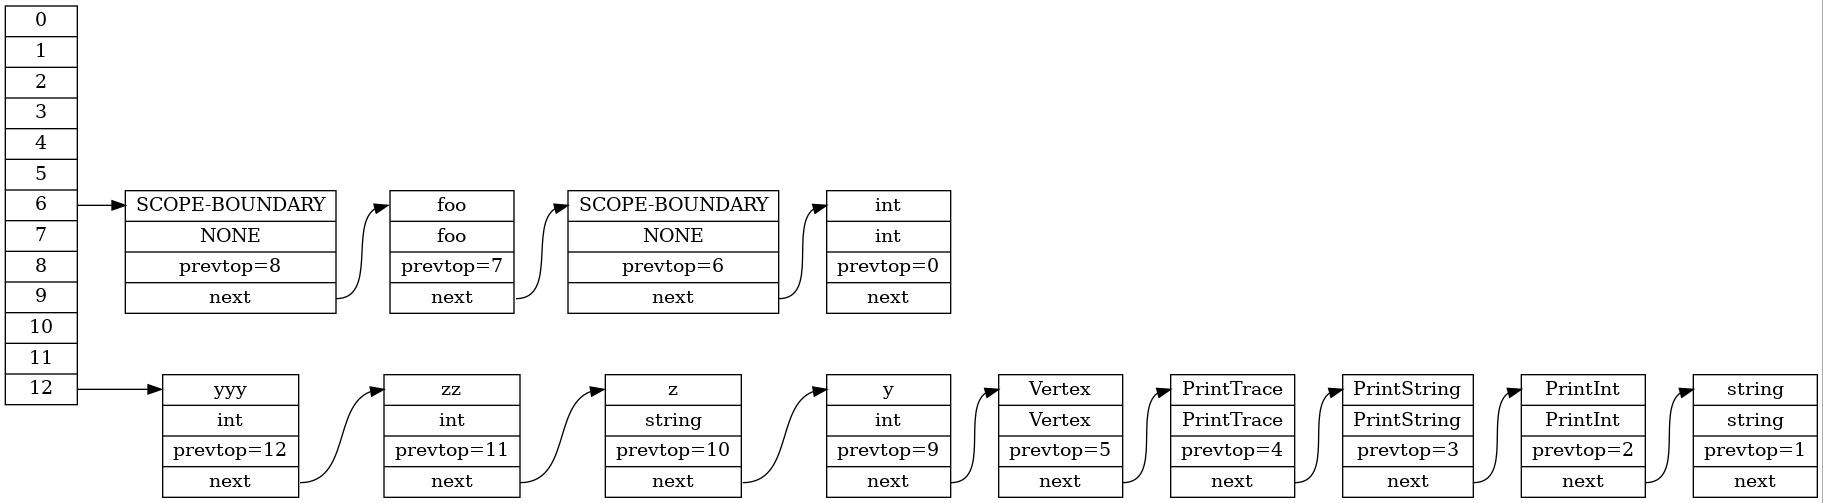 0
1
2
3
4
5
6
7
8
9
10
11
12
SCOPE-BOUNDARY
NONE
prevtop=8
next
foo
foo
prevtop=7
next
SCOPE-BOUNDARY
NONE
prevtop=6
next
int
int
prevtop=0
next
yyy
int
prevtop=12
next
zz
int
prevtop=11
next
z
string
prevtop=10
next
y
int
prevtop=9
next
Vertex
Vertex
prevtop=5
next
PrintTrace
PrintTrace
prevtop=4
next
PrintString
PrintString
prevtop=3
next
PrintInt
PrintInt
prevtop=2
next
string
string
prevtop=1
next